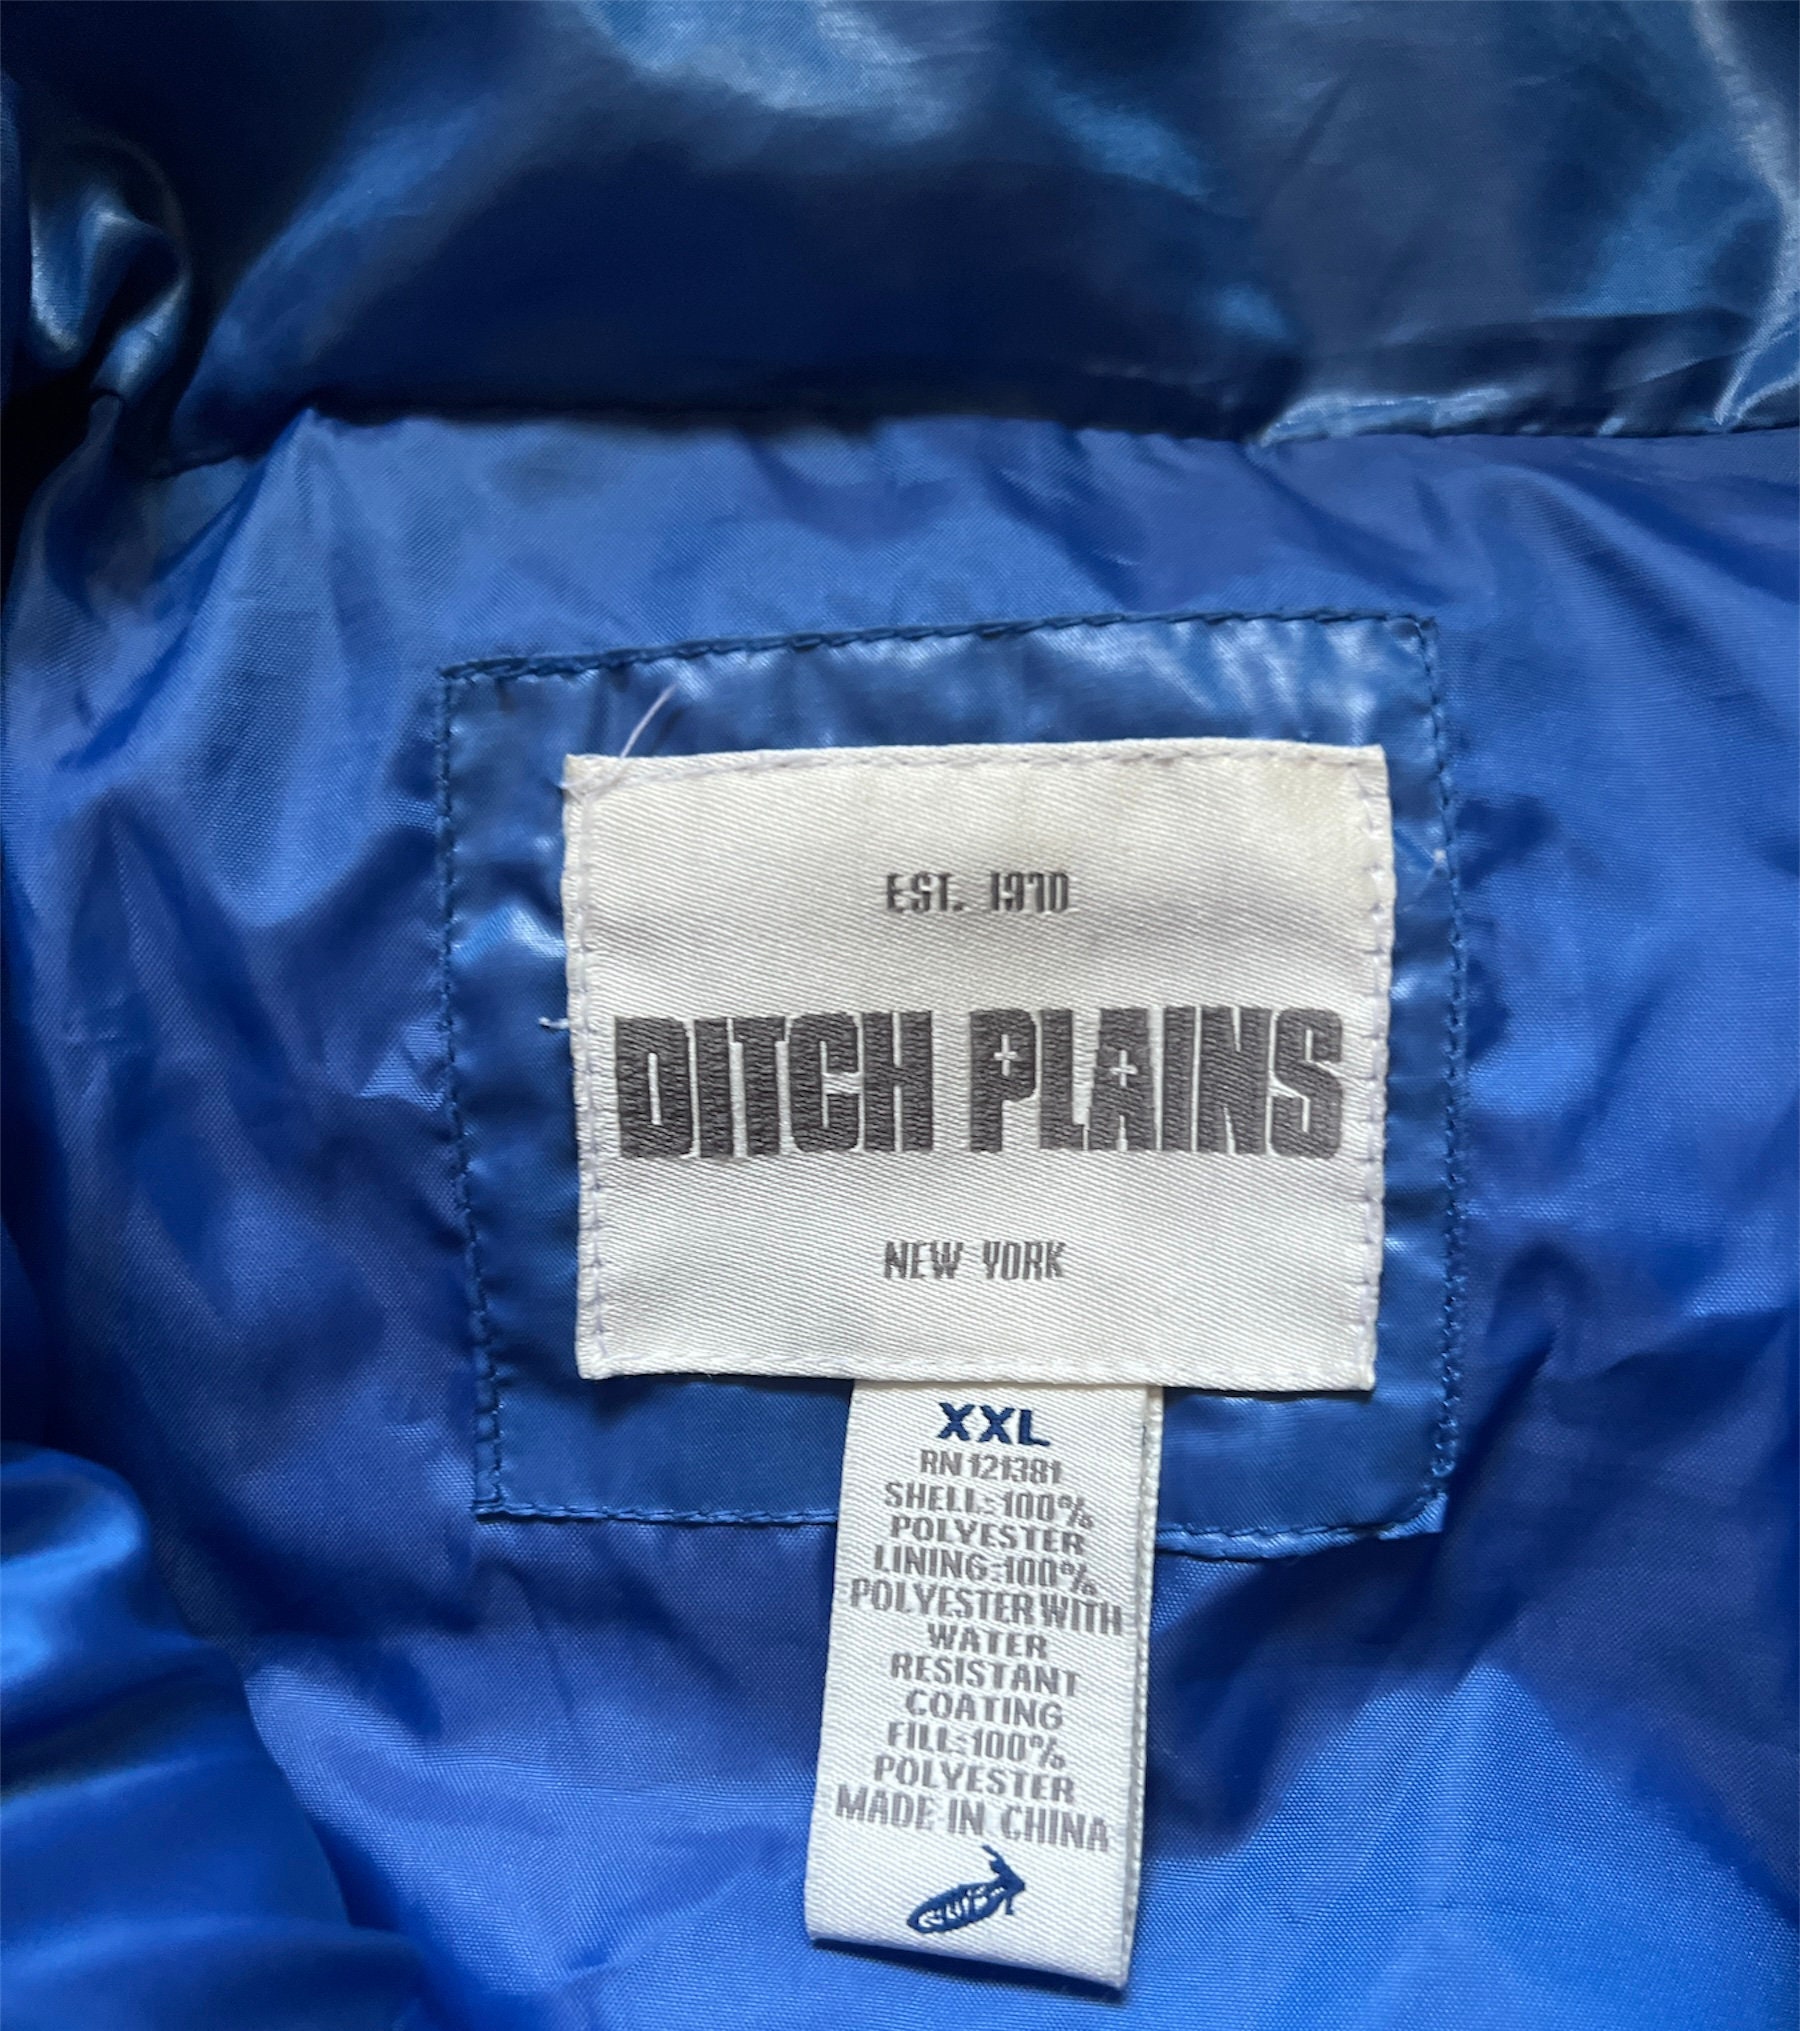 EST. 1970
DITCH PLAINS
NEW YORK
XXL
RN 121381
SHELL:100%
POLYESTER
LINING:100%
POLYESTER WITH
WATER
RESISTANT
COATING
FILL:100%
POLYESTER
MADE IN CHINA